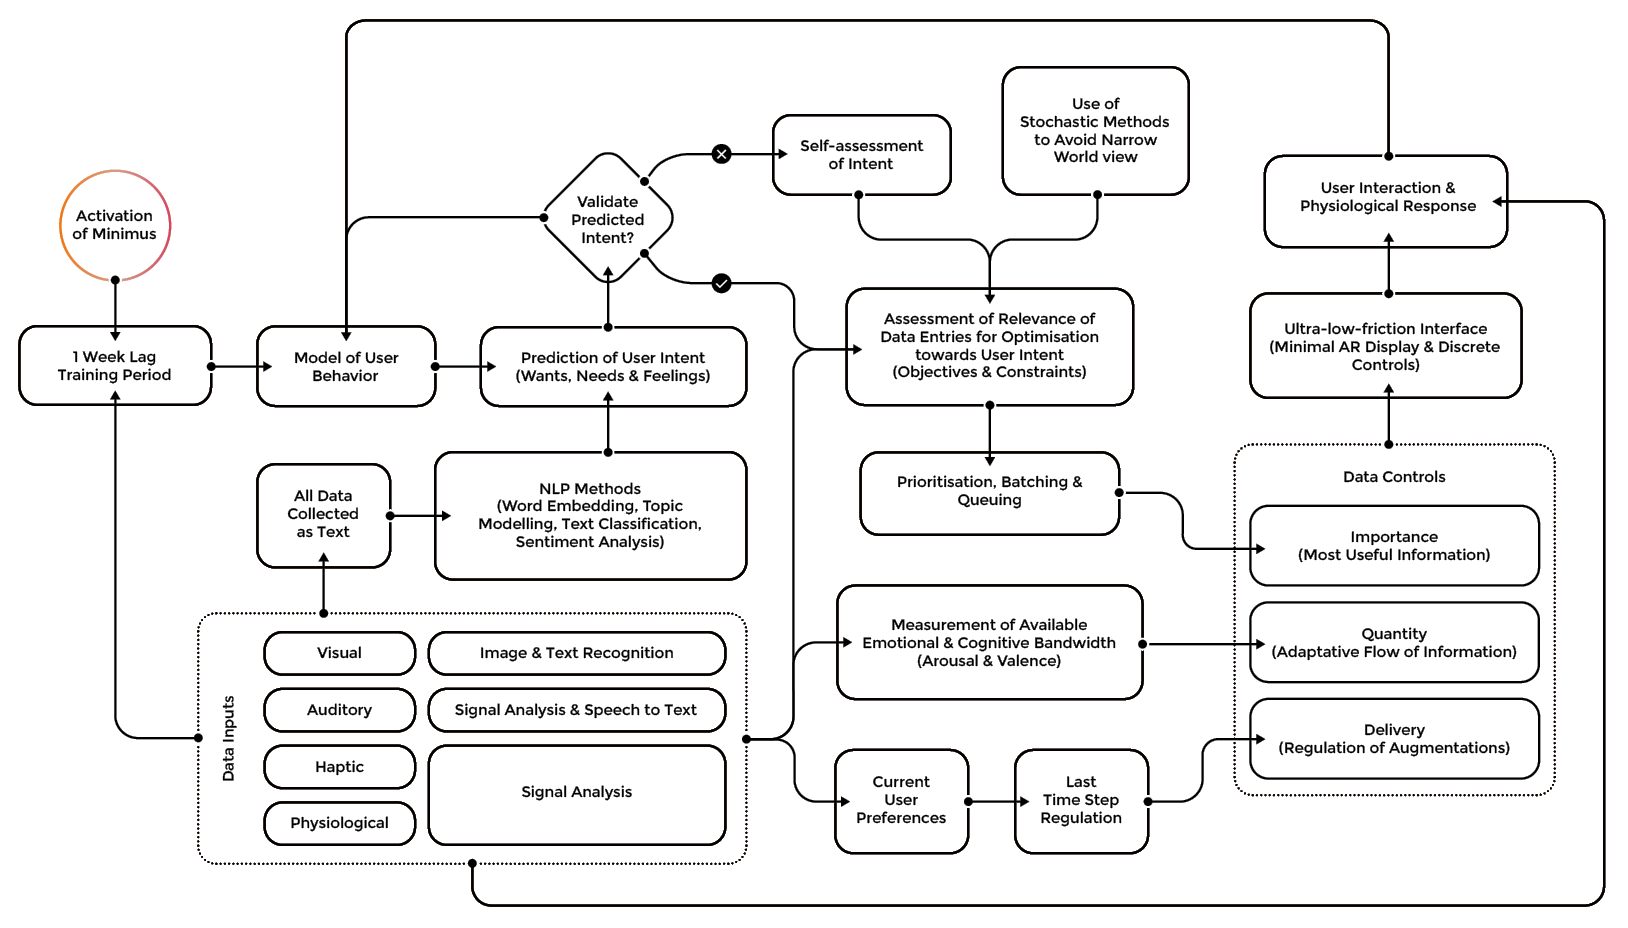 Activation
of Minimus
1 Week Lag
Training Period
Model of User
Behavior
Prediction of User Intent
(Wants, Needs & Feelings)
Validate
Predicted
Intent?
Self-assessment
of Intent
Use of
Stochastic Methods
to Avoid Narrow
World view
Assessment of Relevance of
Data Entries for Optimisation
towards User Intent
(Objectives & Constraints)
User Interaction &
Physiological Response
Ultra-low-friction Interface
(Minimal AR Display & Discrete
Controls)
All Data
Collected
as Text
NLP Methods
(Word Embedding, Topic
Modelling, Text Classification,
Sentiment Analysis)
Prioritisation, Batching &
Queuing
Data Controls
Importance
(Most Useful Information)
Quantity
(Adaptative Flow of Information)
Delivery
(Regulation of Augmentations)
Measurement of Available
Emotional & Cognitive Bandwidth
(Arousal & Valence)
Current
User
Preferences
Last
Time Step
Regulation
Data Inputs
Visual
Image & Text Recognition
Auditory
Signal Analysis & Speech to Text
Haptic
Signal Analysis
Physiological